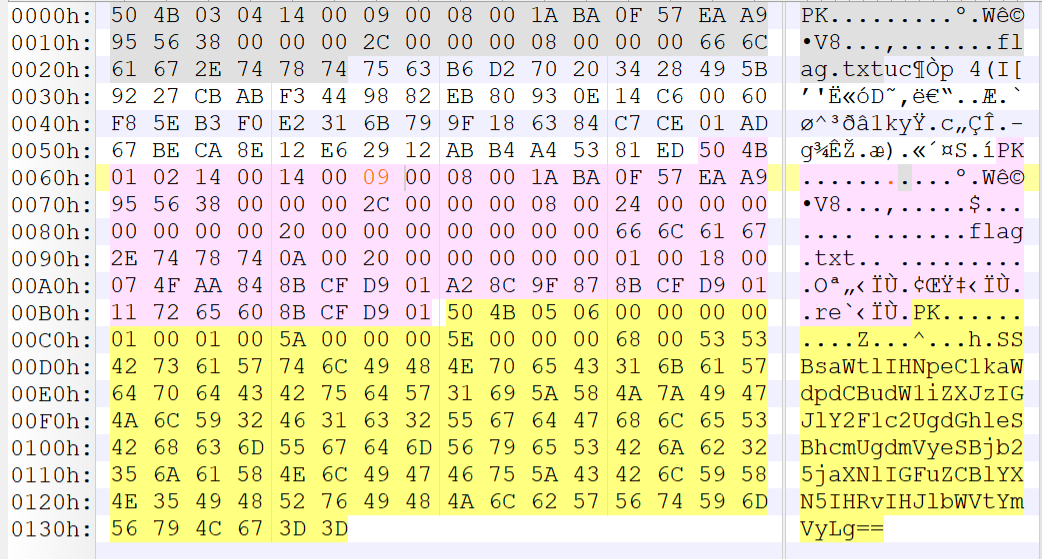 0000h: 50 4B 03 04 14 00 09 00 08 00 1A BA 0F 57 EA A9 PK.........º.Wê©
0010h: 95 56 38 00 00 00 2C 00 00 00 08 00 00 00 66 6C •V8...,.......fl
0020h: 61 67 2E 74 78 74 75 63 B6 D2 70 20 34 28 49 5B ag.txtuc¶Òp 4(I[
0030h: 92 27 CB AB F3 44 98 82 EB 80 93 0E 14 C6 00 60 ’'Ë«óD˜‚ë€“..Æ.`
0040h: F8 5E B3 F0 E2 31 6B 79 9F 18 63 84 C7 CE 01 AD ø^³ðâ1kyŸ.c„ÇÎ.-
0050h: 67 BE CA 8E 12 E6 29 12 AB B4 A4 53 81 ED 50 4B g¾ÊŽ.æ).«´¤S.íPK
0060h: 01 02 14 00 14 00 09 00 08 00 1A BA 0F 57 EA A9 ...........º.Wê©
0070h: 95 56 38 00 00 00 2C 00 00 00 08 00 24 00 00 00 •V8...,.....$...
0080h: 00 00 00 00 20 00 00 00 00 00 00 00 66 6C 61 67 .... .......flag
0090h: 2E 74 78 74 0A 00 20 00 00 00 00 00 01 00 18 00 .txt.. .........
00A0h: 07 4F AA 84 8B CF D9 01 A2 8C 9F 87 8B CF D9 01 .Oª„‹ÏÙ.¢ŒŸ‡‹ÏÙ.
00B0h: 11 72 65 60 8B CF D9 01 50 4B 05 06 00 00 00 00 .re`‹ÏÙ.PK......
00C0h: 01 00 01 00 5A 00 00 00 5E 00 00 00 68 00 53 53 ....Z...^...h.SS
00D0h: 42 73 61 57 74 6C 49 48 4E 70 65 43 31 6B 61 57 BsaWtlIHNpeC1kaW
00E0h: 64 70 64 43 42 75 64 57 31 69 5A 58 4A 7A 49 47 dpdCBudW1iZXJzIG
00F0h: 4A 6C 59 32 46 31 63 32 55 67 64 47 68 6C 65 53 JlY2F1c2UgdGhleS
0100h: 42 68 63 6D 55 67 64 6D 56 79 65 53 42 6A 62 32 BhcmUgdmVyeSBjb2
0110h: 35 6A 61 58 4E 6C 49 47 46 75 5A 43 42 6C 59 58 5jaXNlIGFuZCBlYX
0120h: 4E 35 49 48 52 76 49 48 4A 6C 62 57 56 74 59 6D N5IHRvIHJlbWVtYm
0130h: 56 79 4C 67 3D 3D VyLg==